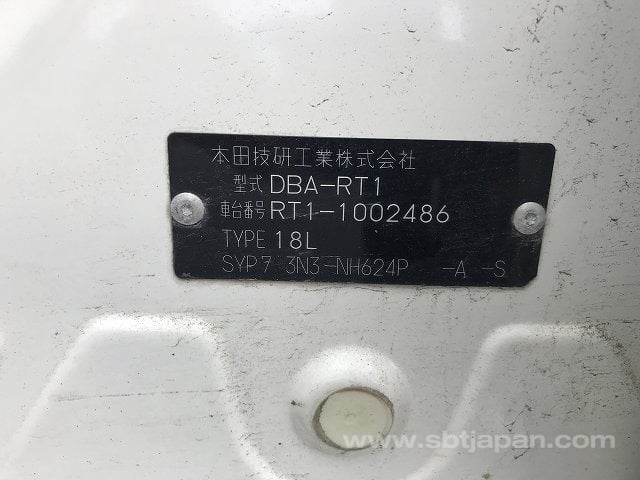 本田技研工業株式会社
型式 DBA-RT1
車台番号 RT1-1002486
TYPE 18L
SYP7 3N3-NH624P -A -S
www.sbtjapan.com